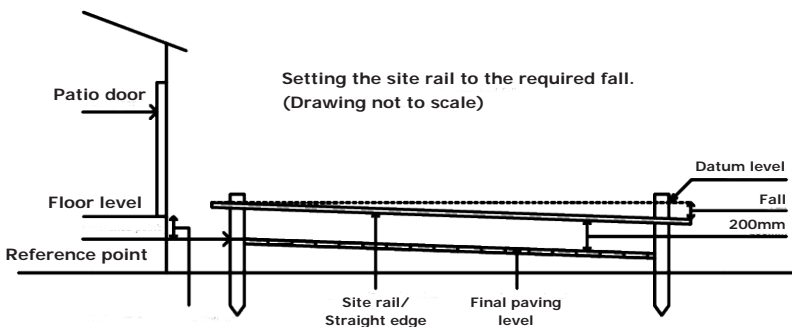 Setting the site rail to the required fall.
(Drawing not to scale)
Patio door
Datum level
Floor level
Fall
200mm
Reference point
Site rail/
Straight edge
Final paving
level